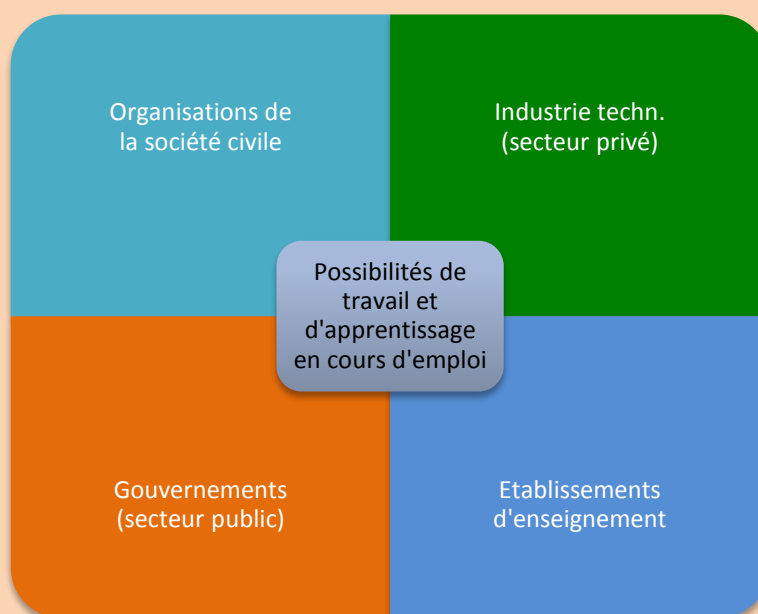 Organisations de
la société civile
Industrie techn.
(secteur privé)
Possibilités de
travail et
d'apprentissage
en cours d'emploi
Gouvernements
(secteur public)
Etablissements
d'enseignement